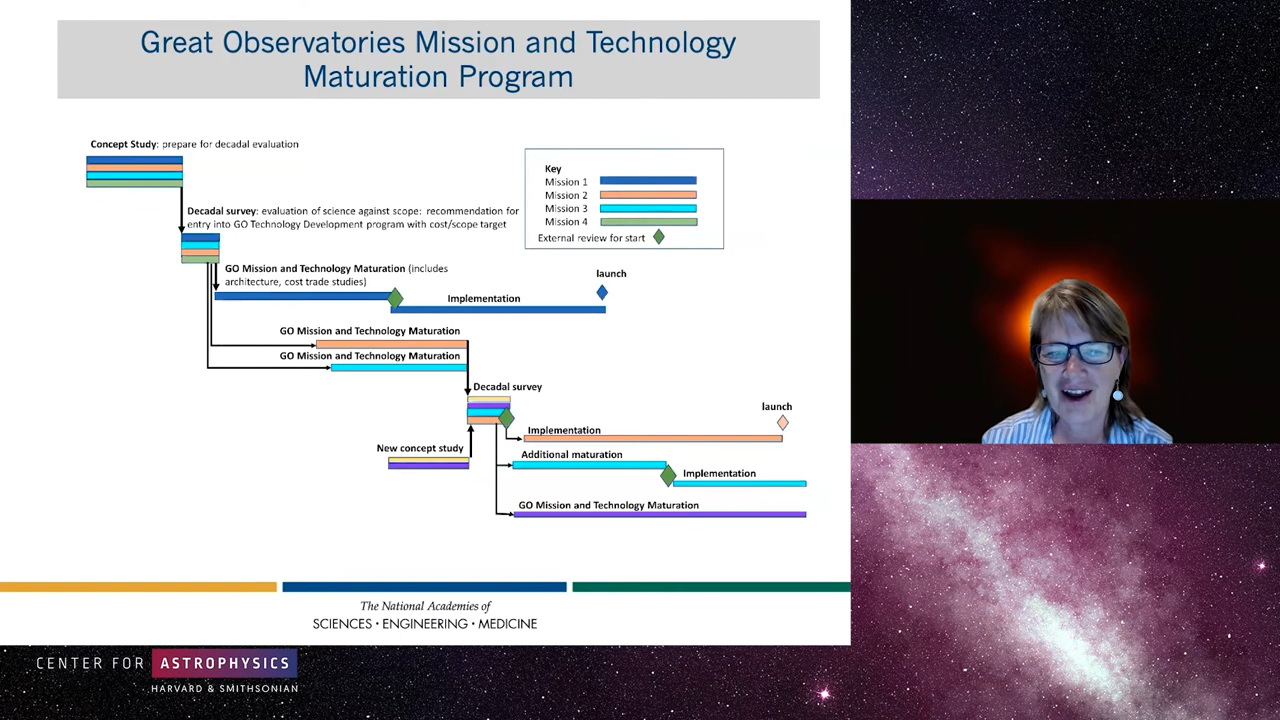 Great Observatories Mission and Technology
Maturation Program
Concept Study: prepare for decadal evaluation
Key
Mission 1
Mission 2
Mission 3
Mission 4
External review for start
Decadal survey: evaluation of science against scope: recommendation for
entry into GO Technology Development program with cost/scope target
GO Mission and Technology Maturation (includes
architecture, cost trade studies)
launch
Implementation
GO Mission and Technology Maturation
GO Mission and Technology Maturation
Decadal survey
launch
Implementation
New concept study
Additional maturation
Implementation
GO Mission and Technology Maturation
The National Academies of
SCIENCES • ENGINEERING • MEDICINE
CENTER FOR ASTROPHYSICS
HARVARD & SMITHSONIAN